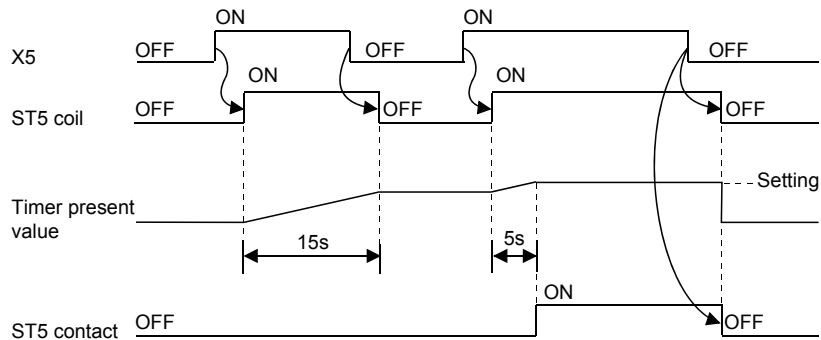 ON
ON
X5
OFF
OFF
OFF
ON
ON
ST5 coil
OFF
OFF
OFF
Timer present
value
Setting
15s
5s
ON
ST5 contact
OFF
OFF